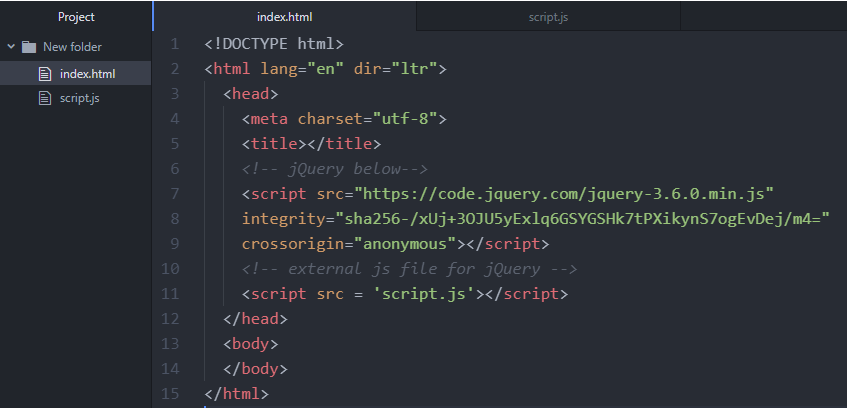 Project
New folder
index.html
script.js
index.html script.js
1 <!DOCTYPE html>
2 <html lang="en" dir="ltr">
3 <head>
4 <meta charset="utf-8">
5 <title></title>
6 <!-- jQuery below-->
7 <script src="https://code.jquery.com/jquery-3.6.0.min.js"
8 integrity="sha256-/xUj+3OJU5yExlq6GSYGSHk7tPXikynS7ogEvDej/m4="
9 crossorigin="anonymous"></script>
10 <!-- external js file for jQuery -->
11 <script src = 'script.js'></script>
12 </head>
13 <body>
14 </body>
15 </html>